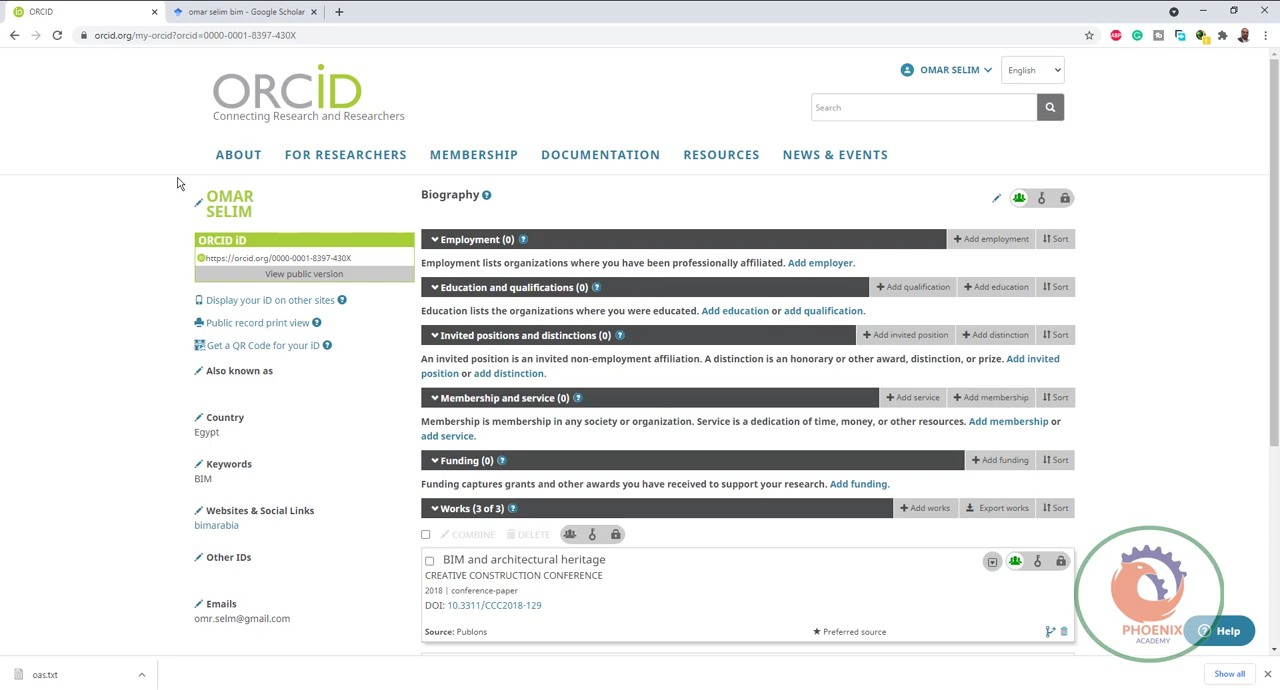 ORCID
omar selim bim - Google Scholar
orcid.org/my-orcid?orcid=0000-0001-8397-430X
ORCID
Connecting Research and Researchers
OMAR SELIM
English
Search
ABOUT FOR RESEARCHERS MEMBERSHIP DOCUMENTATION RESOURCES NEWS & EVENTS
OMAR
SELIM
ORCID iD
https://orcid.org/0000-0001-8397-430X
View public version
Display your iD on other sites
Public record print view
Get a QR Code for your iD
Also known as
Country
Egypt
Keywords
BIM
Websites & Social Links
bimarabia
Other IDs
Emails
omr.selm@gmail.com
Biography
Employment (0) Add employment Sort
Employment lists organizations where you have been professionally affiliated. Add employer.
Education and qualifications (0) Add qualification Add education Sort
Education lists the organizations where you were educated. Add education or add qualification.
Invited positions and distinctions (0) Add invited position Add distinction Sort
An invited position is an invited non-employment affiliation. A distinction is an honorary or other award, distinction, or prize. Add invited
position or add distinction.
Membership and service (0) Add service Add membership Sort
Membership is membership in any society or organization. Service is a dedication of time, money, or other resources. Add membership or
add service.
Funding (0) Add funding Sort
Funding captures grants and other awards you have received to support your research. Add funding.
Works (3 of 3) Add works Export works Sort
COMBINE DELETE
BIM and architectural heritage
CREATIVE CONSTRUCTION CONFERENCE
2018 | conference-paper
DOI: 10.3311/CCC2018-129
Source: Publons Preferred source
PHOENIX
ACADEMY
Help
oas.txt
Show all